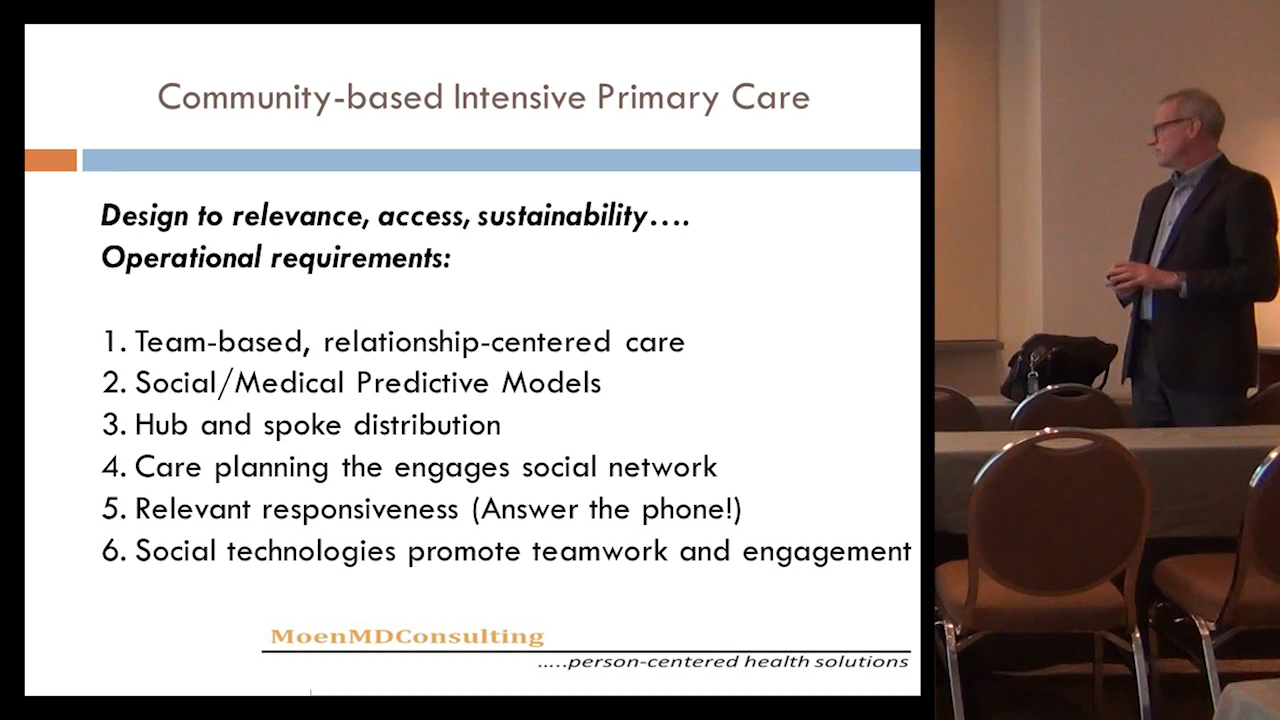 Community-based Intensive Primary Care
Design to relevance, access, sustainability….
Operational requirements:
1. Team-based, relationship-centered care
2. Social/Medical Predictive Models
3. Hub and spoke distribution
4. Care planning the engages social network
5. Relevant responsiveness (Answer the phone!)
6. Social technologies promote teamwork and engagement
MoenMDConsulting
…..person-centered health solutions